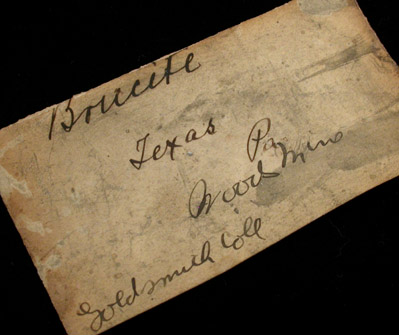 Brucite
Texas Pa
Wood Mine
Goldsmith Coll